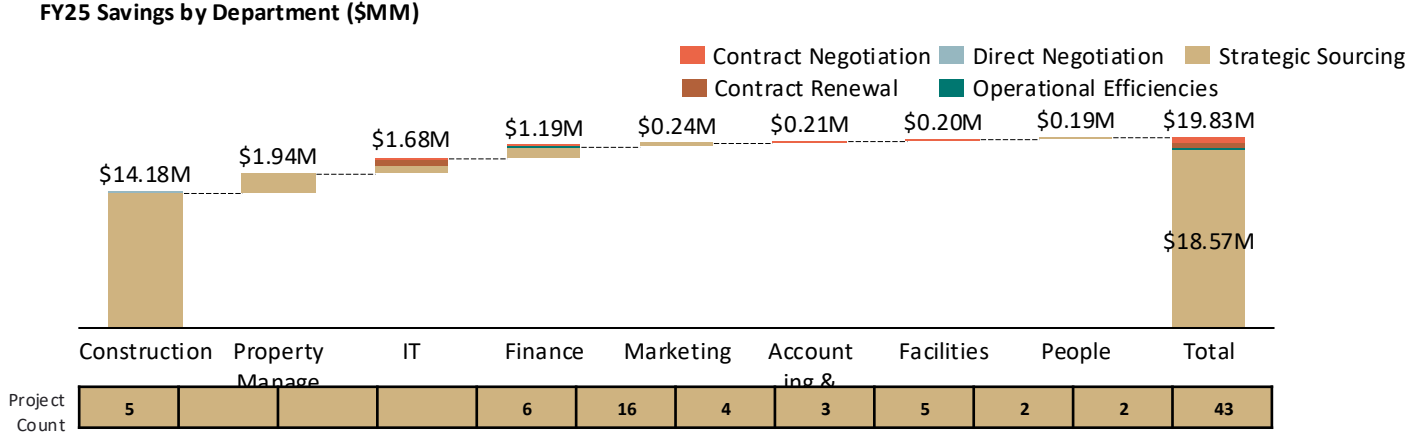 FY25 Savings by Department ($MM)
Contract Negotiation Direct Negotiation Strategic Sourcing
Contract Renewal Operational Efficiencies
$14.18M $1.94M $1.68M $1.19M $0.24M $0.21M $0.20M $0.19M $19.83M
$18.57M
Construction Property IT Finance Marketing Account Facilities People Total
Manage ing &
Project
Count
5 6 16 4 3 5 2 2 43